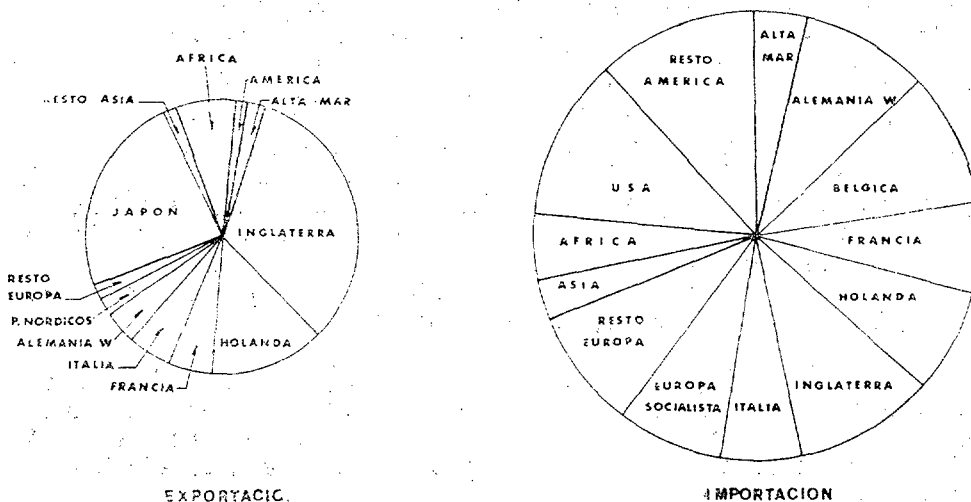 AFRICA
AMERICA
ALTA MAR
ASIA
JAPON
INGLATERRA
RESTO
EUROPA
P. NORDICOS
ALEMANIA W
ITALIA
FRANCIA
HOLANDA
EXPORTACIC.
ALTA
MAR
RESTO
AMERICA
ALEMANIA W
USA
BELGICA
AFRICA
FRANCIA
ASIA
HOLANDA
RESTO
EUROPA
EUROPA
SOCIALISTA
ITALIA
INGLATERRA
IMPORTACION